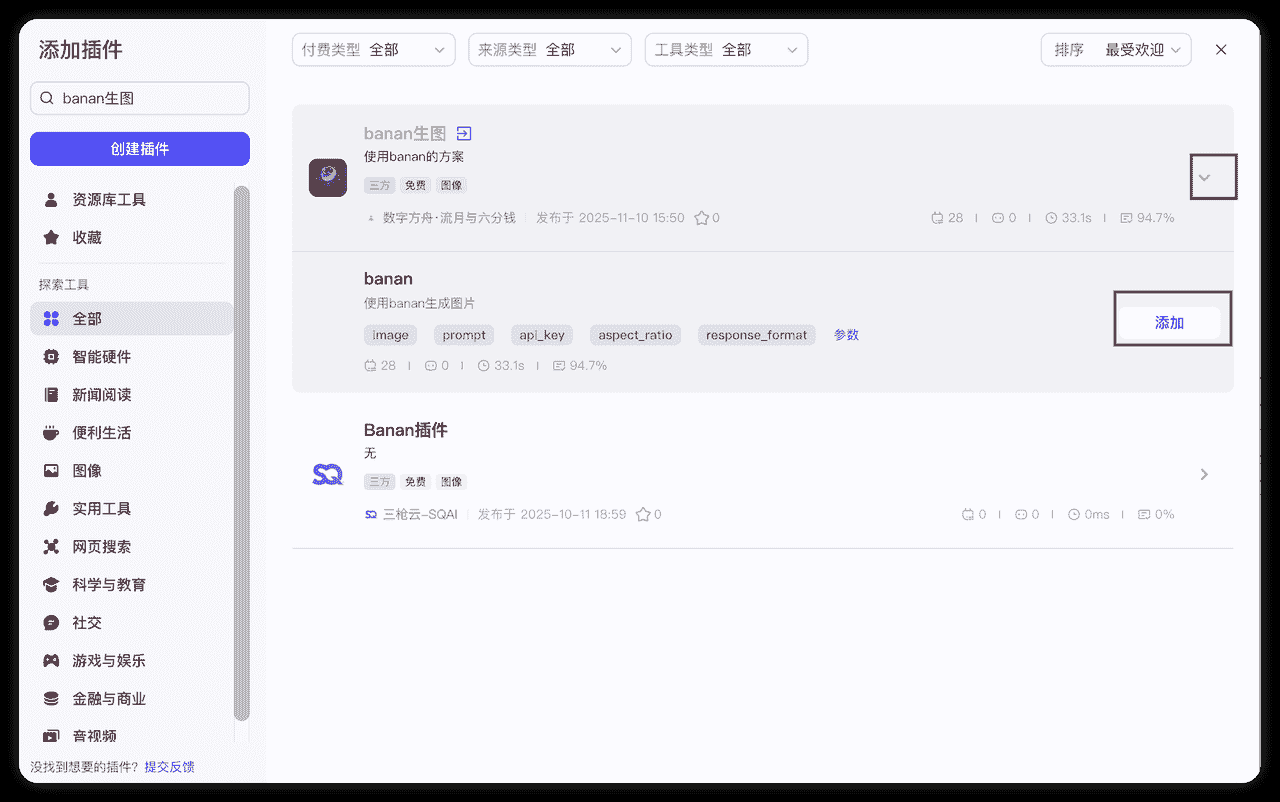 添加插件
banan生图
创建插件
资源库工具
收藏
探索工具
全部
智能硬件
新闻阅读
便利生活
图像
实用工具
网页搜索
科学与教育
社交
游戏与娱乐
金融与商业
音视频
没找到想要的插件？提交反馈
付费类型 全部 来源类型 全部 工具类型 全部 排序 最受欢迎
banan生图
使用banan的方案
三方 免费 图像
数字方舟·流月与六分钱 发布于 2025-11-10 15:50 0 28 0 33.1s 94.7%
banan
使用banan生成图片
image prompt api_key aspect_ratio response_format 参数
添加
28 0 33.1s 94.7%
Banan插件
无
三方 免费 图像
SQ
SQ 三枪云-SQAI 发布于 2025-10-11 18:59 0 0 0 0ms 0%